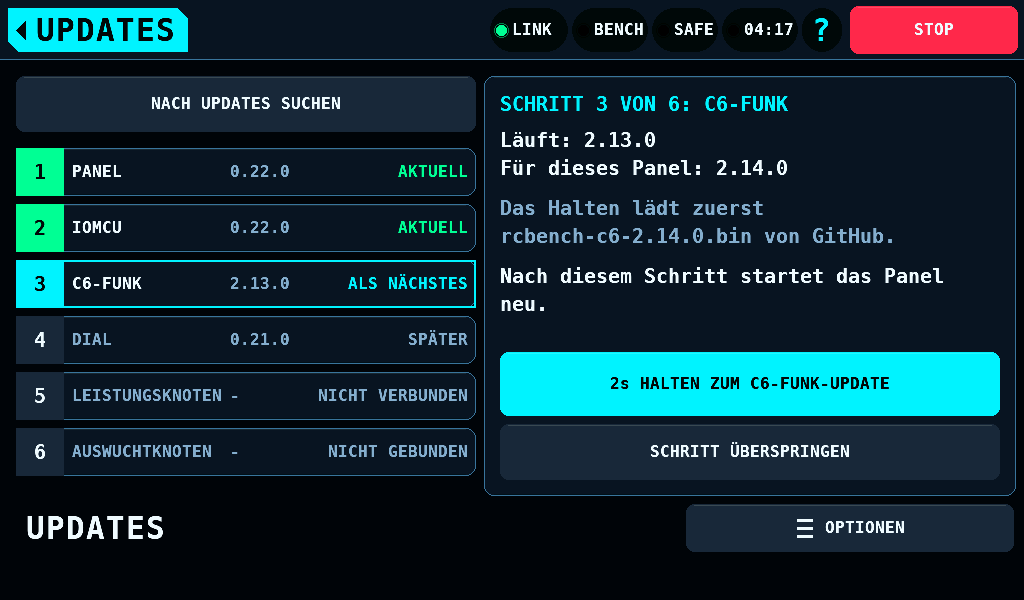 UPDATES
LINK
BENCH
SAFE
04:17
?
STOP
NACH UPDATES SUCHEN
1 PANEL 0.22.0 AKTUELL
2 IOMCU 0.22.0 AKTUELL
3 C6-FUNK 2.13.0 ALS NÄCHSTES
4 DIAL 0.21.0 SPÄTER
5 LEISTUNGSKNOTEN - NICHT VERBUNDEN
6 AUSWUCHTKNOTEN - NICHT GEBUNDEN
SCHRITT 3 VON 6: C6-FUNK
Läuft: 2.13.0
Für dieses Panel: 2.14.0
Das Halten lädt zuerst
rcbench-c6-2.14.0.bin von GitHub.
Nach diesem Schritt startet das Panel
neu.
2s HALTEN ZUM C6-FUNK-UPDATE
SCHRITT ÜBERSPRINGEN
UPDATES
OPTIONEN